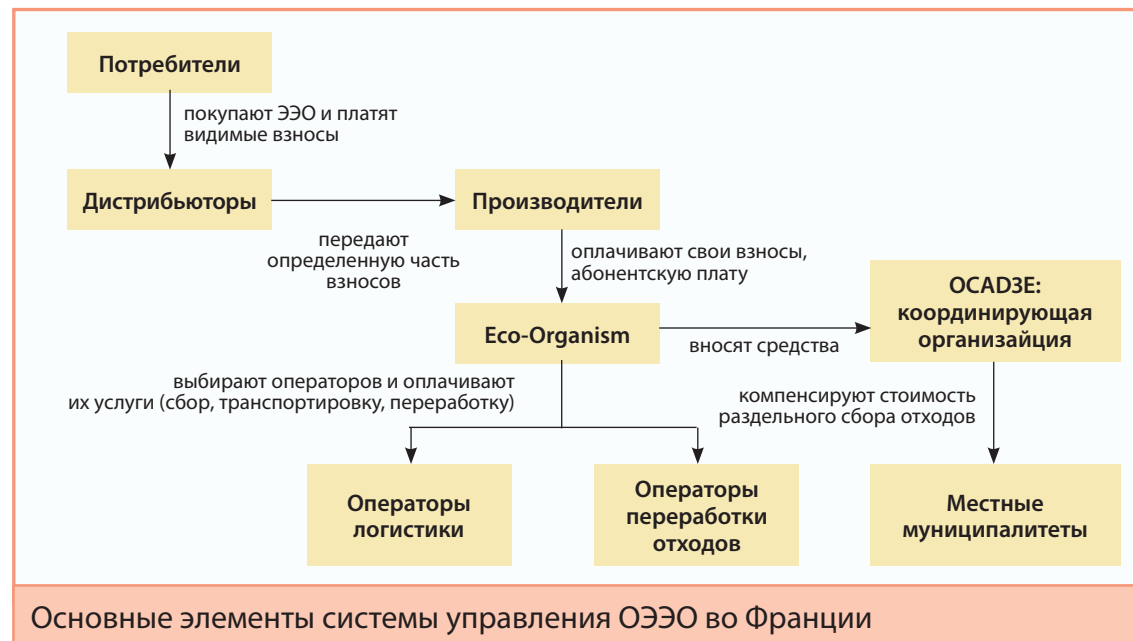 Потребители
покупают ЭЭО и платят
видимые взносы
Дистрибьюторы
Производители
передают
определенную часть
взносов
оплачивают свои взносы,
абонентскую плату
Eco-Organism
вносят средства
OCAD3E:
координирующая
организайция
выбирают операторов и оплачивают
их услуги (сбор, транспортировку, переработку)
компенсируют стоимость
раздельного сбора отходов
Операторы
логистики
Операторы
переработки
отходов
Местные
муниципалитеты
Основные элементы системы управления ОЭЭО во Франции